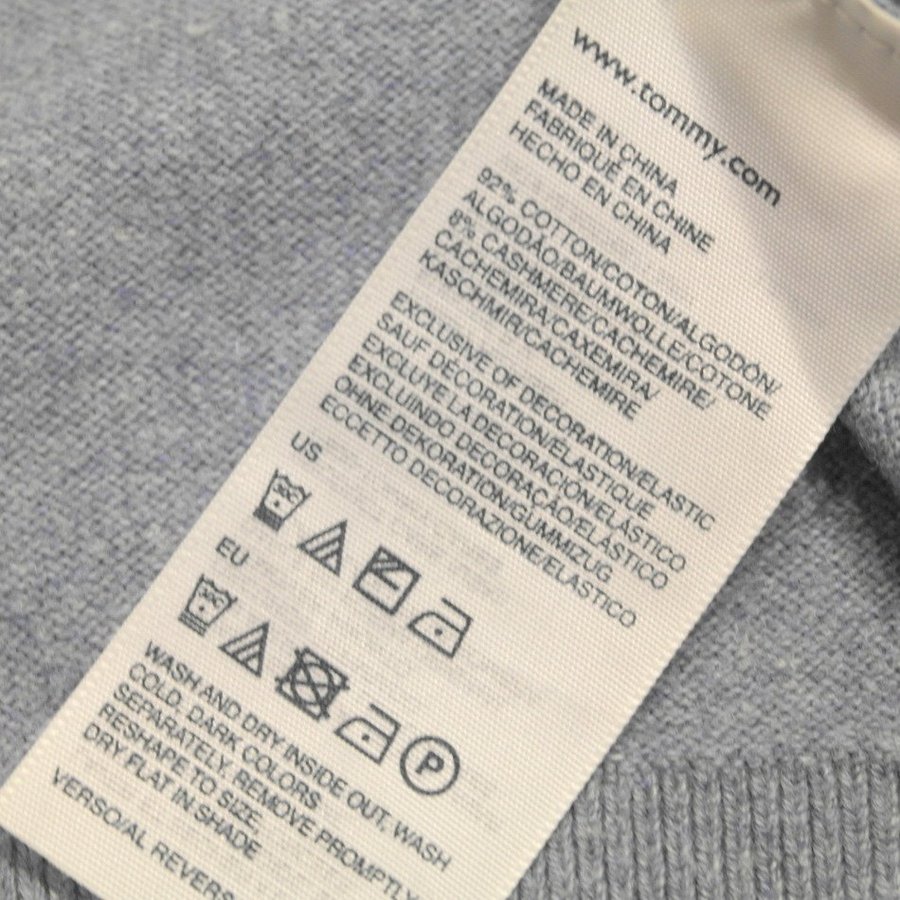 www.tommy.com
MADE IN CHINA
FABRIQUÉ EN CHINE
HECHO EN CHINA
92% COTTON/COTON/ALGODÓN/
ALGODÃO/BAUMWOLLE/COTONE
8% CASHMERE/CACHEMIRE/
CACHEMIRA/CAXEMIRA/
KASCHMIR/CACHEMIRE
EXCLUSIVE OF DECORATION/ELASTIC
SAUF DÉCORATION/ÉLASTIQUE
EXCLUYE LA DECORACIÓN/ELÁSTICO
EXCLUINDO DECORAÇÃO/ELÁSTICO
OHNE DEKORATION/GUMMIZUG
ECCETTO DECORAZIONE/ELASTICO
US
EU
P
WASH AND DRY INSIDE OUT, WASH
COLD. DARK COLORS
SEPARATELY, REMOVE PROMPTLY
RESHAPE TO SIZE,
DRY FLAT IN SHADE
VERSO/AL REVERS